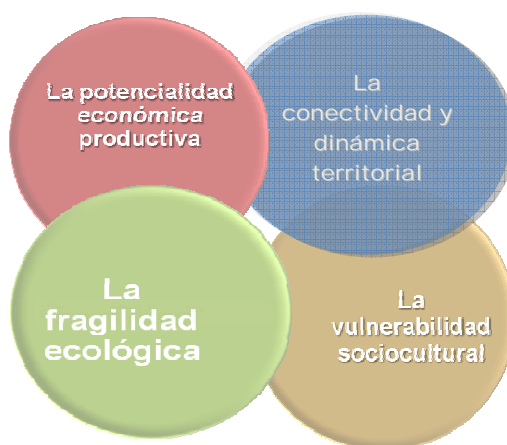 La potencialidad
económica
productiva
La
conectividad y
dinámica
territorial
La
fragilidad
ecológica
La
vulnerabilidad
sociocultural